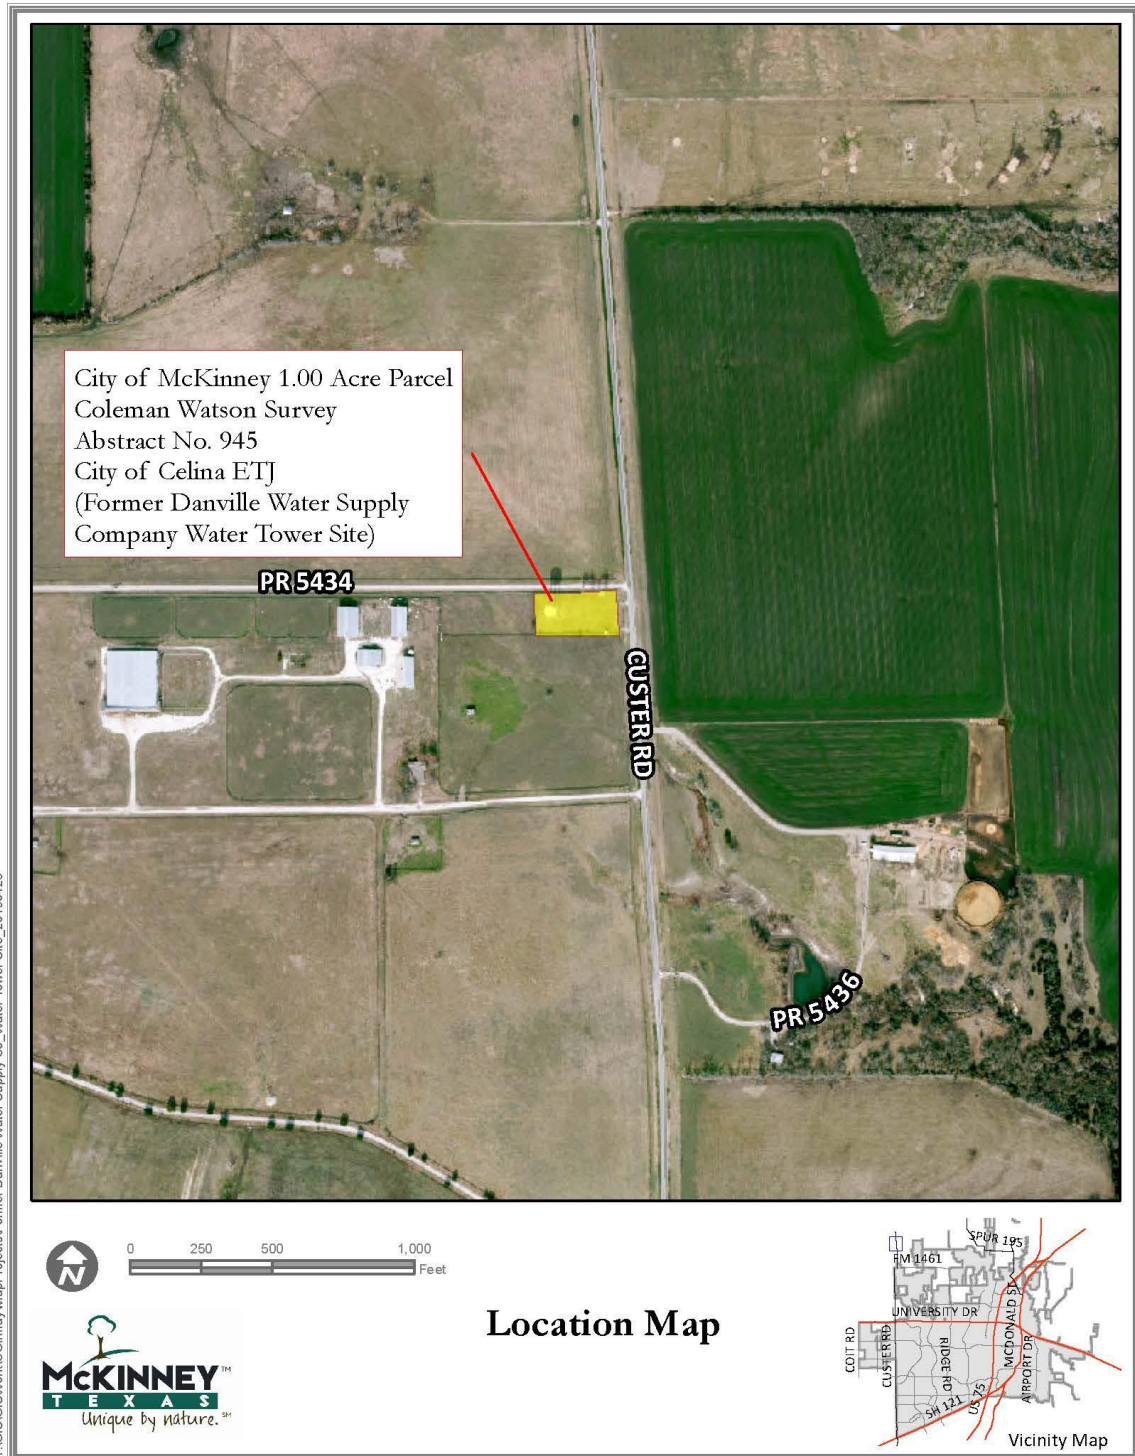 City of McKinney 1.00 Acre Parcel
Coleman Watson Survey
Abstract No. 945
City of Celina ETJ
(Former Danville Water Supply
Company Water Tower Site)
PR 5434
CUSTER RD
PR 5436
N
0 250 500 1,000
Feet
Location Map
McKINNEY™
TEXAS
Unique by nature.℠
SPUR 195
FM 1461
UNIVERSITY DR
COIT RD
CUSTER RD
RIDGE RD
MCDONALD ST
AIRPORT DR
US 75
SH 121
Vicinity Map